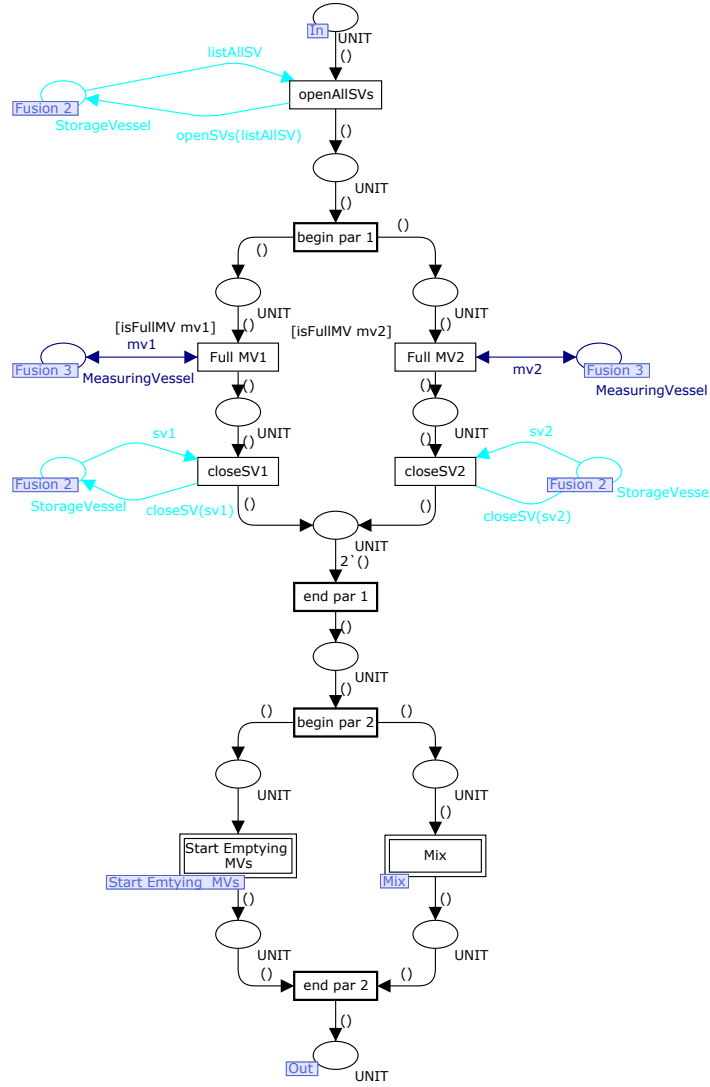 In
UNIT
()
listAllSV
openAllSVs
Fusion 2
StorageVessel
openSVs(listAllSV)
()
UNIT
()
begin par 1
()
()
UNIT
UNIT
[isFullMV mv1]
()
[isFullMV mv2]
()
mv1
Full MV1
Full MV2
mv2
Fusion 3
Fusion 3
MeasuringVessel
()
()
MeasuringVessel
UNIT
UNIT
sv1
()
()
sv2
closeSV1
closeSV2
Fusion 2
Fusion 2
StorageVessel
StorageVesse
closeSV(sv1)
()
()
closeSV(sv2)
UNIT
2`()
end par 1
()
UNIT
()
begin par 2
()
()
UNIT
UNIT
()
Start Emptying
MVs
Mix
Start Emtying MVs
Mix
()
()
UNIT
UNIT
()
()
end par 2
()
Out
UNIT